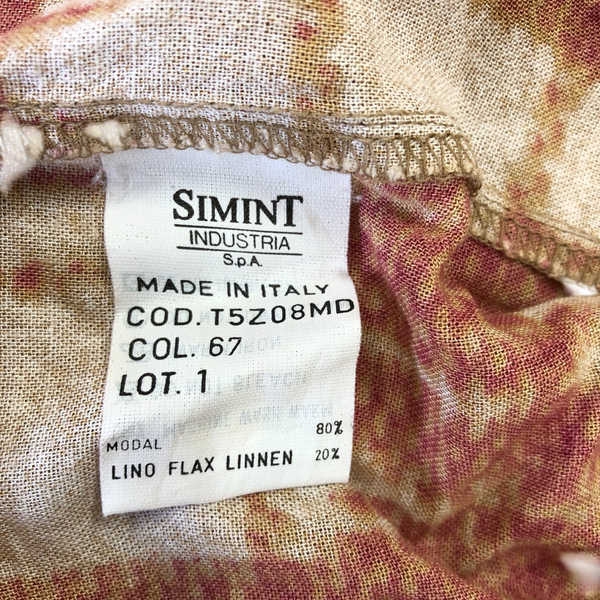 SIMINT
INDUSTRIA
S.p.A.
MADE IN ITALY
COD. T5Z08MD
COL. 67
LOT. 1
MODAL 80%
LINO FLAX LINNEN 20%